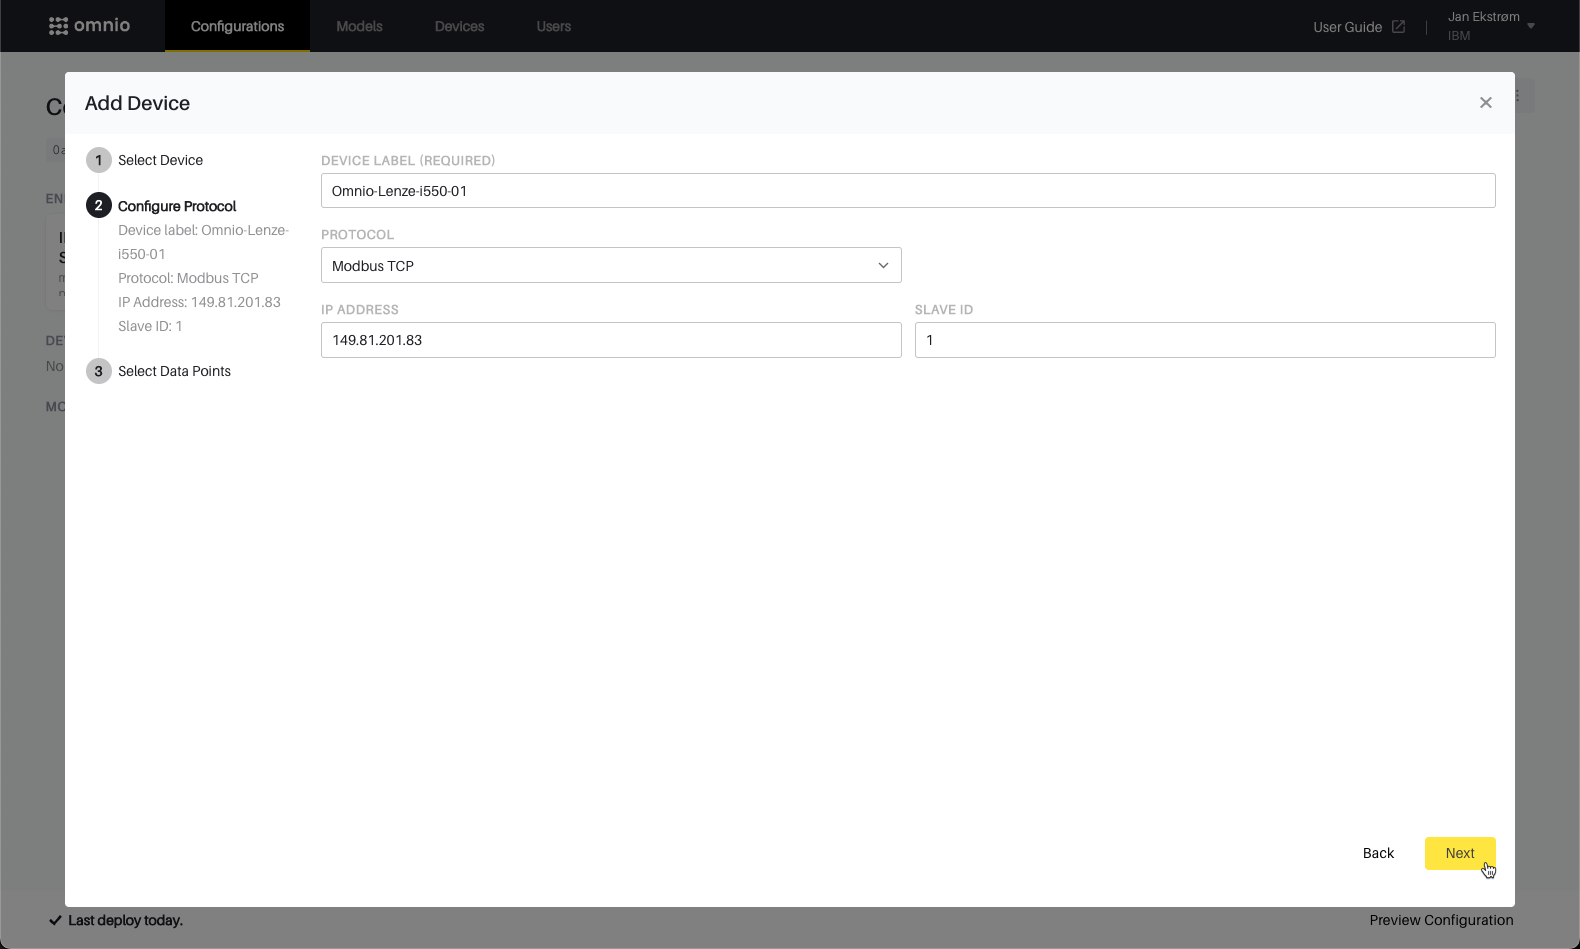 omnio
Configurations
Models
Devices
Users
User Guide
Jan Ekstrøm
IBM
Add Device
1 Select Device
2 Configure Protocol
Device label: Omnio-Lenze-
i550-01
Protocol: Modbus TCP
IP Address: 149.81.201.83
Slave ID: 1
3 Select Data Points
DEVICE LABEL (REQUIRED)
Omnio-Lenze-i550-01
PROTOCOL
Modbus TCP
IP ADDRESS
149.81.201.83
SLAVE ID
1
Back
Next
No
Last deploy today.
Preview Configuration